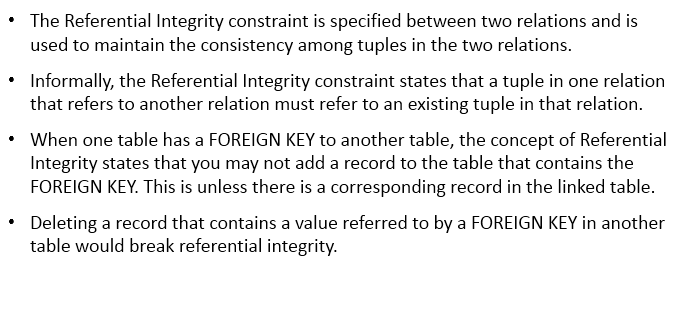 • The Referential Integrity constraint is specified between two relations and is
used to maintain the consistency among tuples in the two relations.
• Informally, the Referential Integrity constraint states that a tuple in one relation
that refers to another relation must refer to an existing tuple in that relation.
• When one table has a FOREIGN KEY to another table, the concept of Referential
Integrity states that you may not add a record to the table that contains the
FOREIGN KEY. This is unless there is a corresponding record in the linked table.
• Deleting a record that contains a value referred to by a FOREIGN KEY in another
table would break referential integrity.